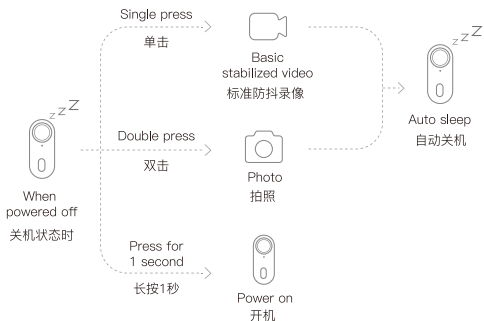 Single press
单击
Basic
stabilized video
标准防抖录像
zzZ
Auto sleep
自动关机
zzZ
When
powered off
关机状态时
Double press
双击
Photo
拍照
Press for
1 second
长按1秒
Power on
开机